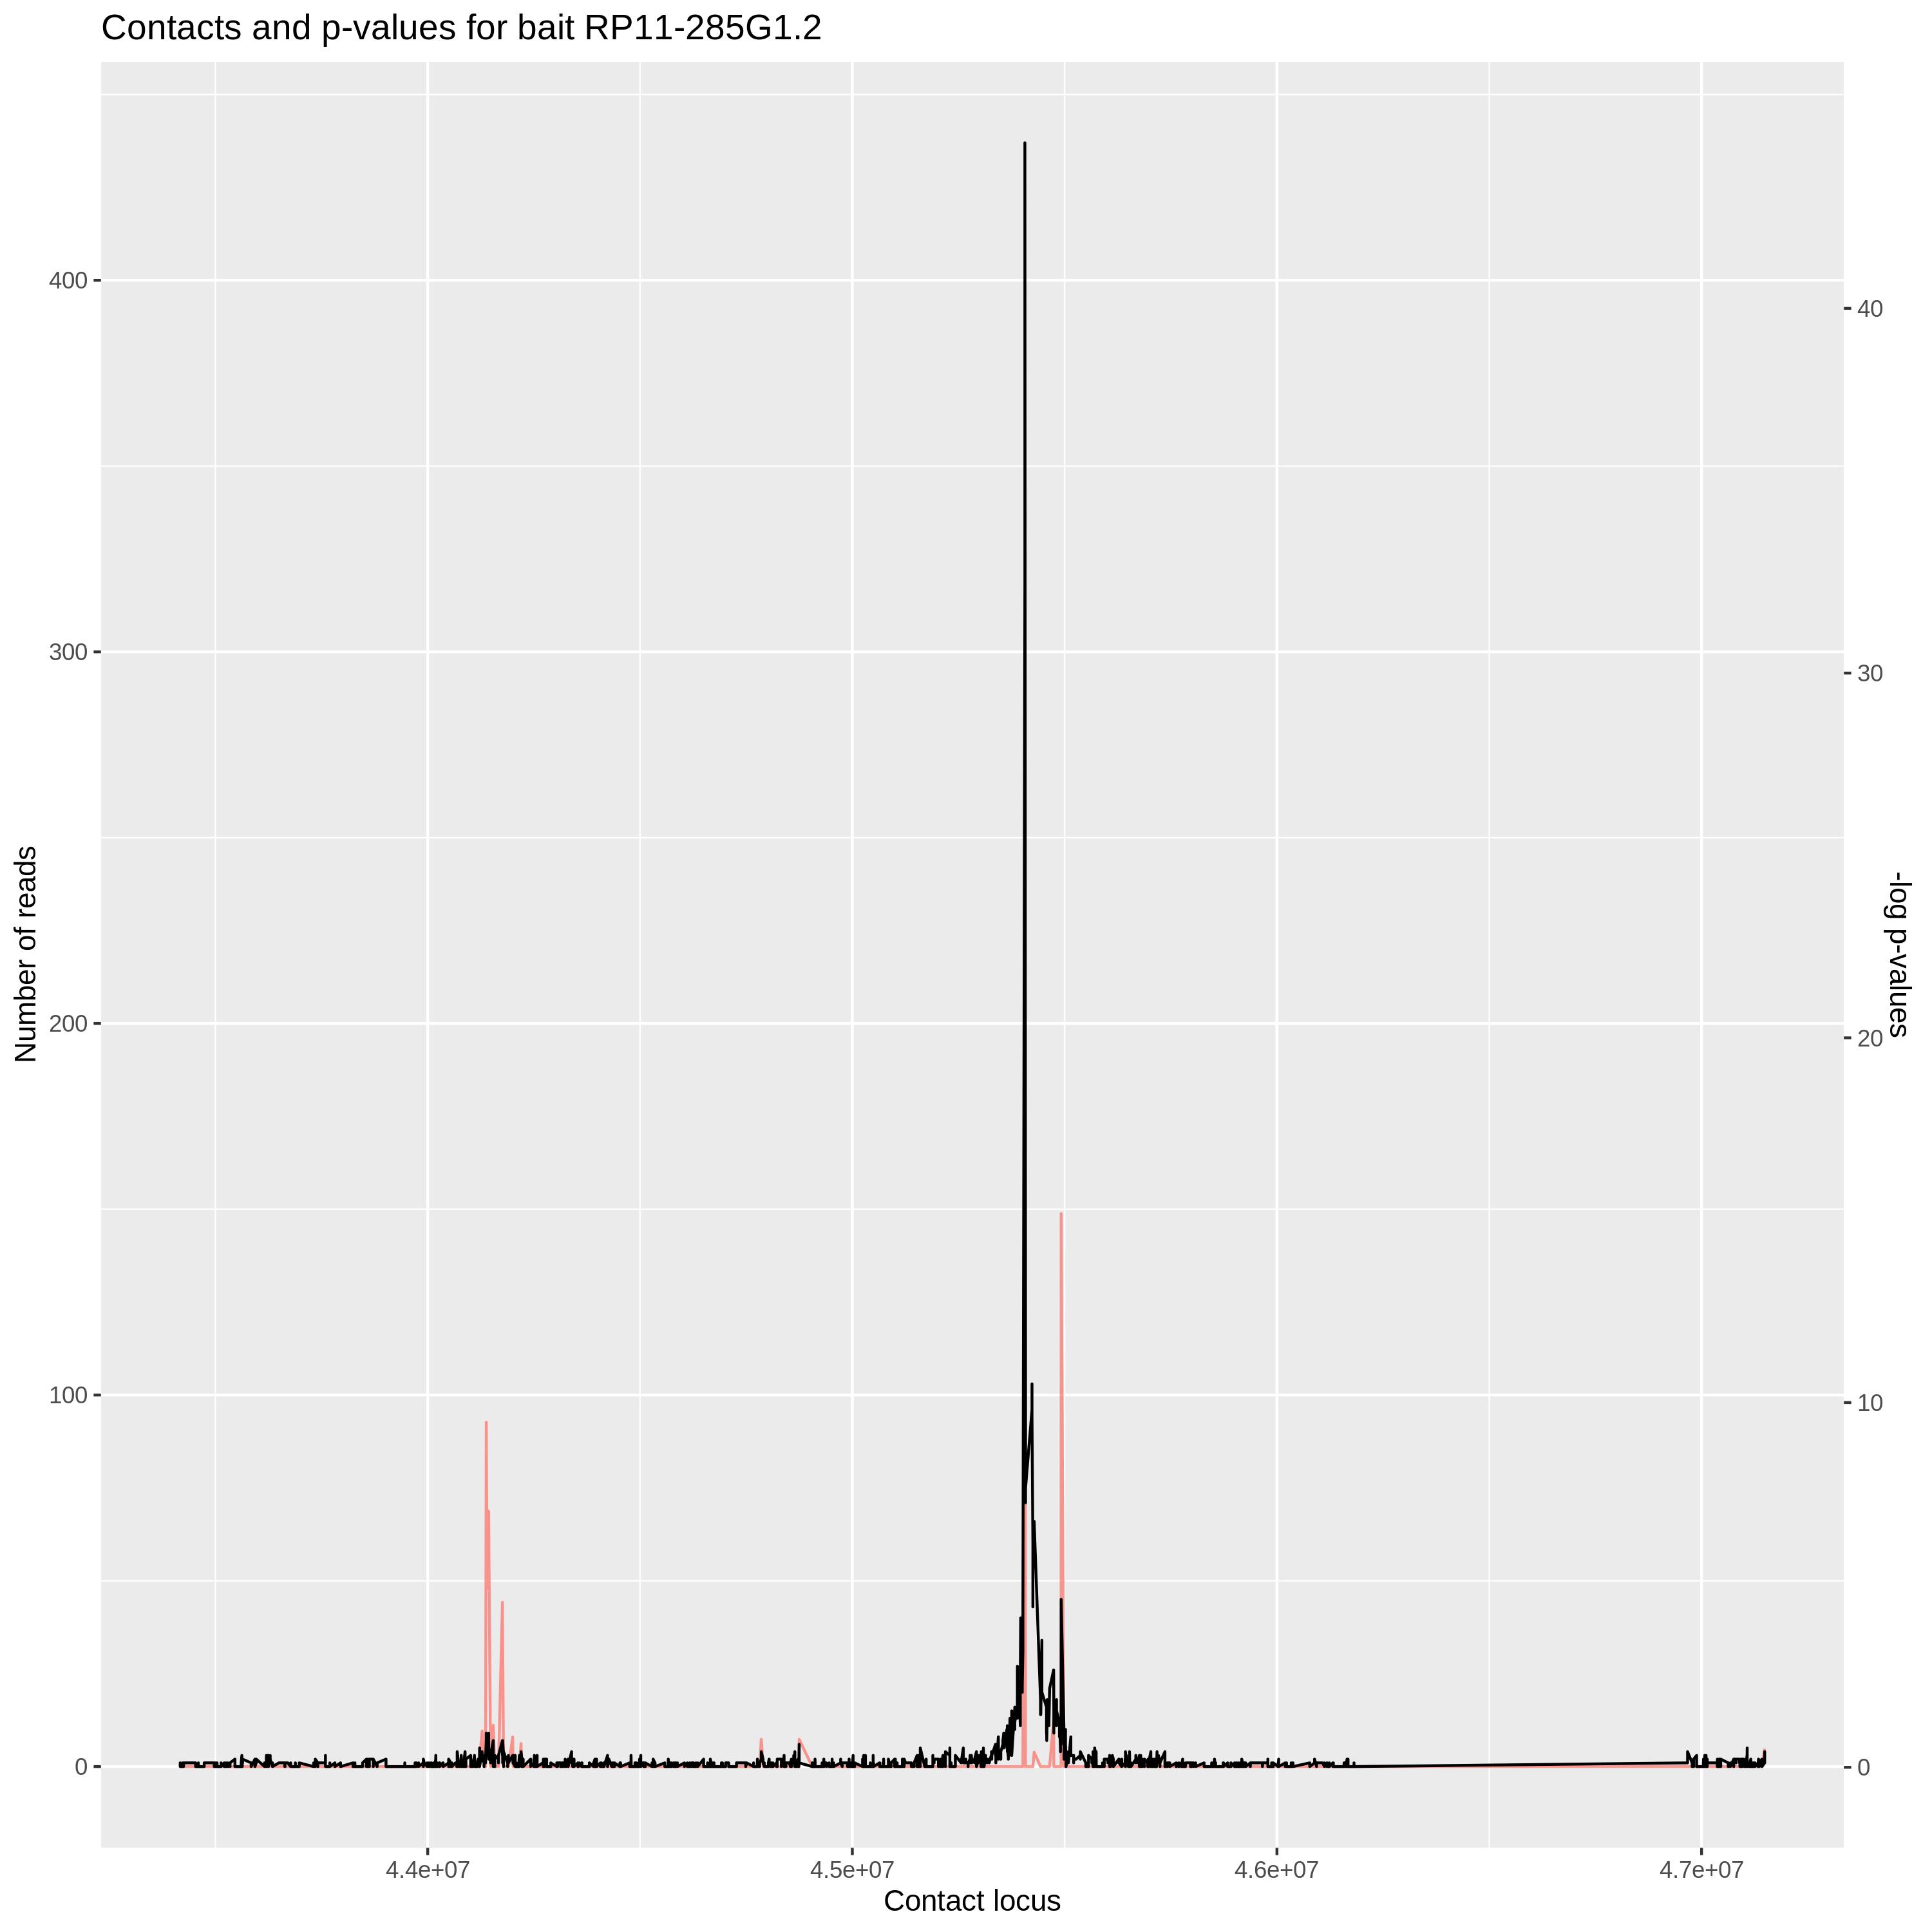 Contacts and p-values for bait RP11-285G1.2
Number of reads
400
300
200
100
0
40
30
20
10
0
-log p-values
4.4e+07
4.5e+07
4.6e+07
4.7e+07
Contact locus